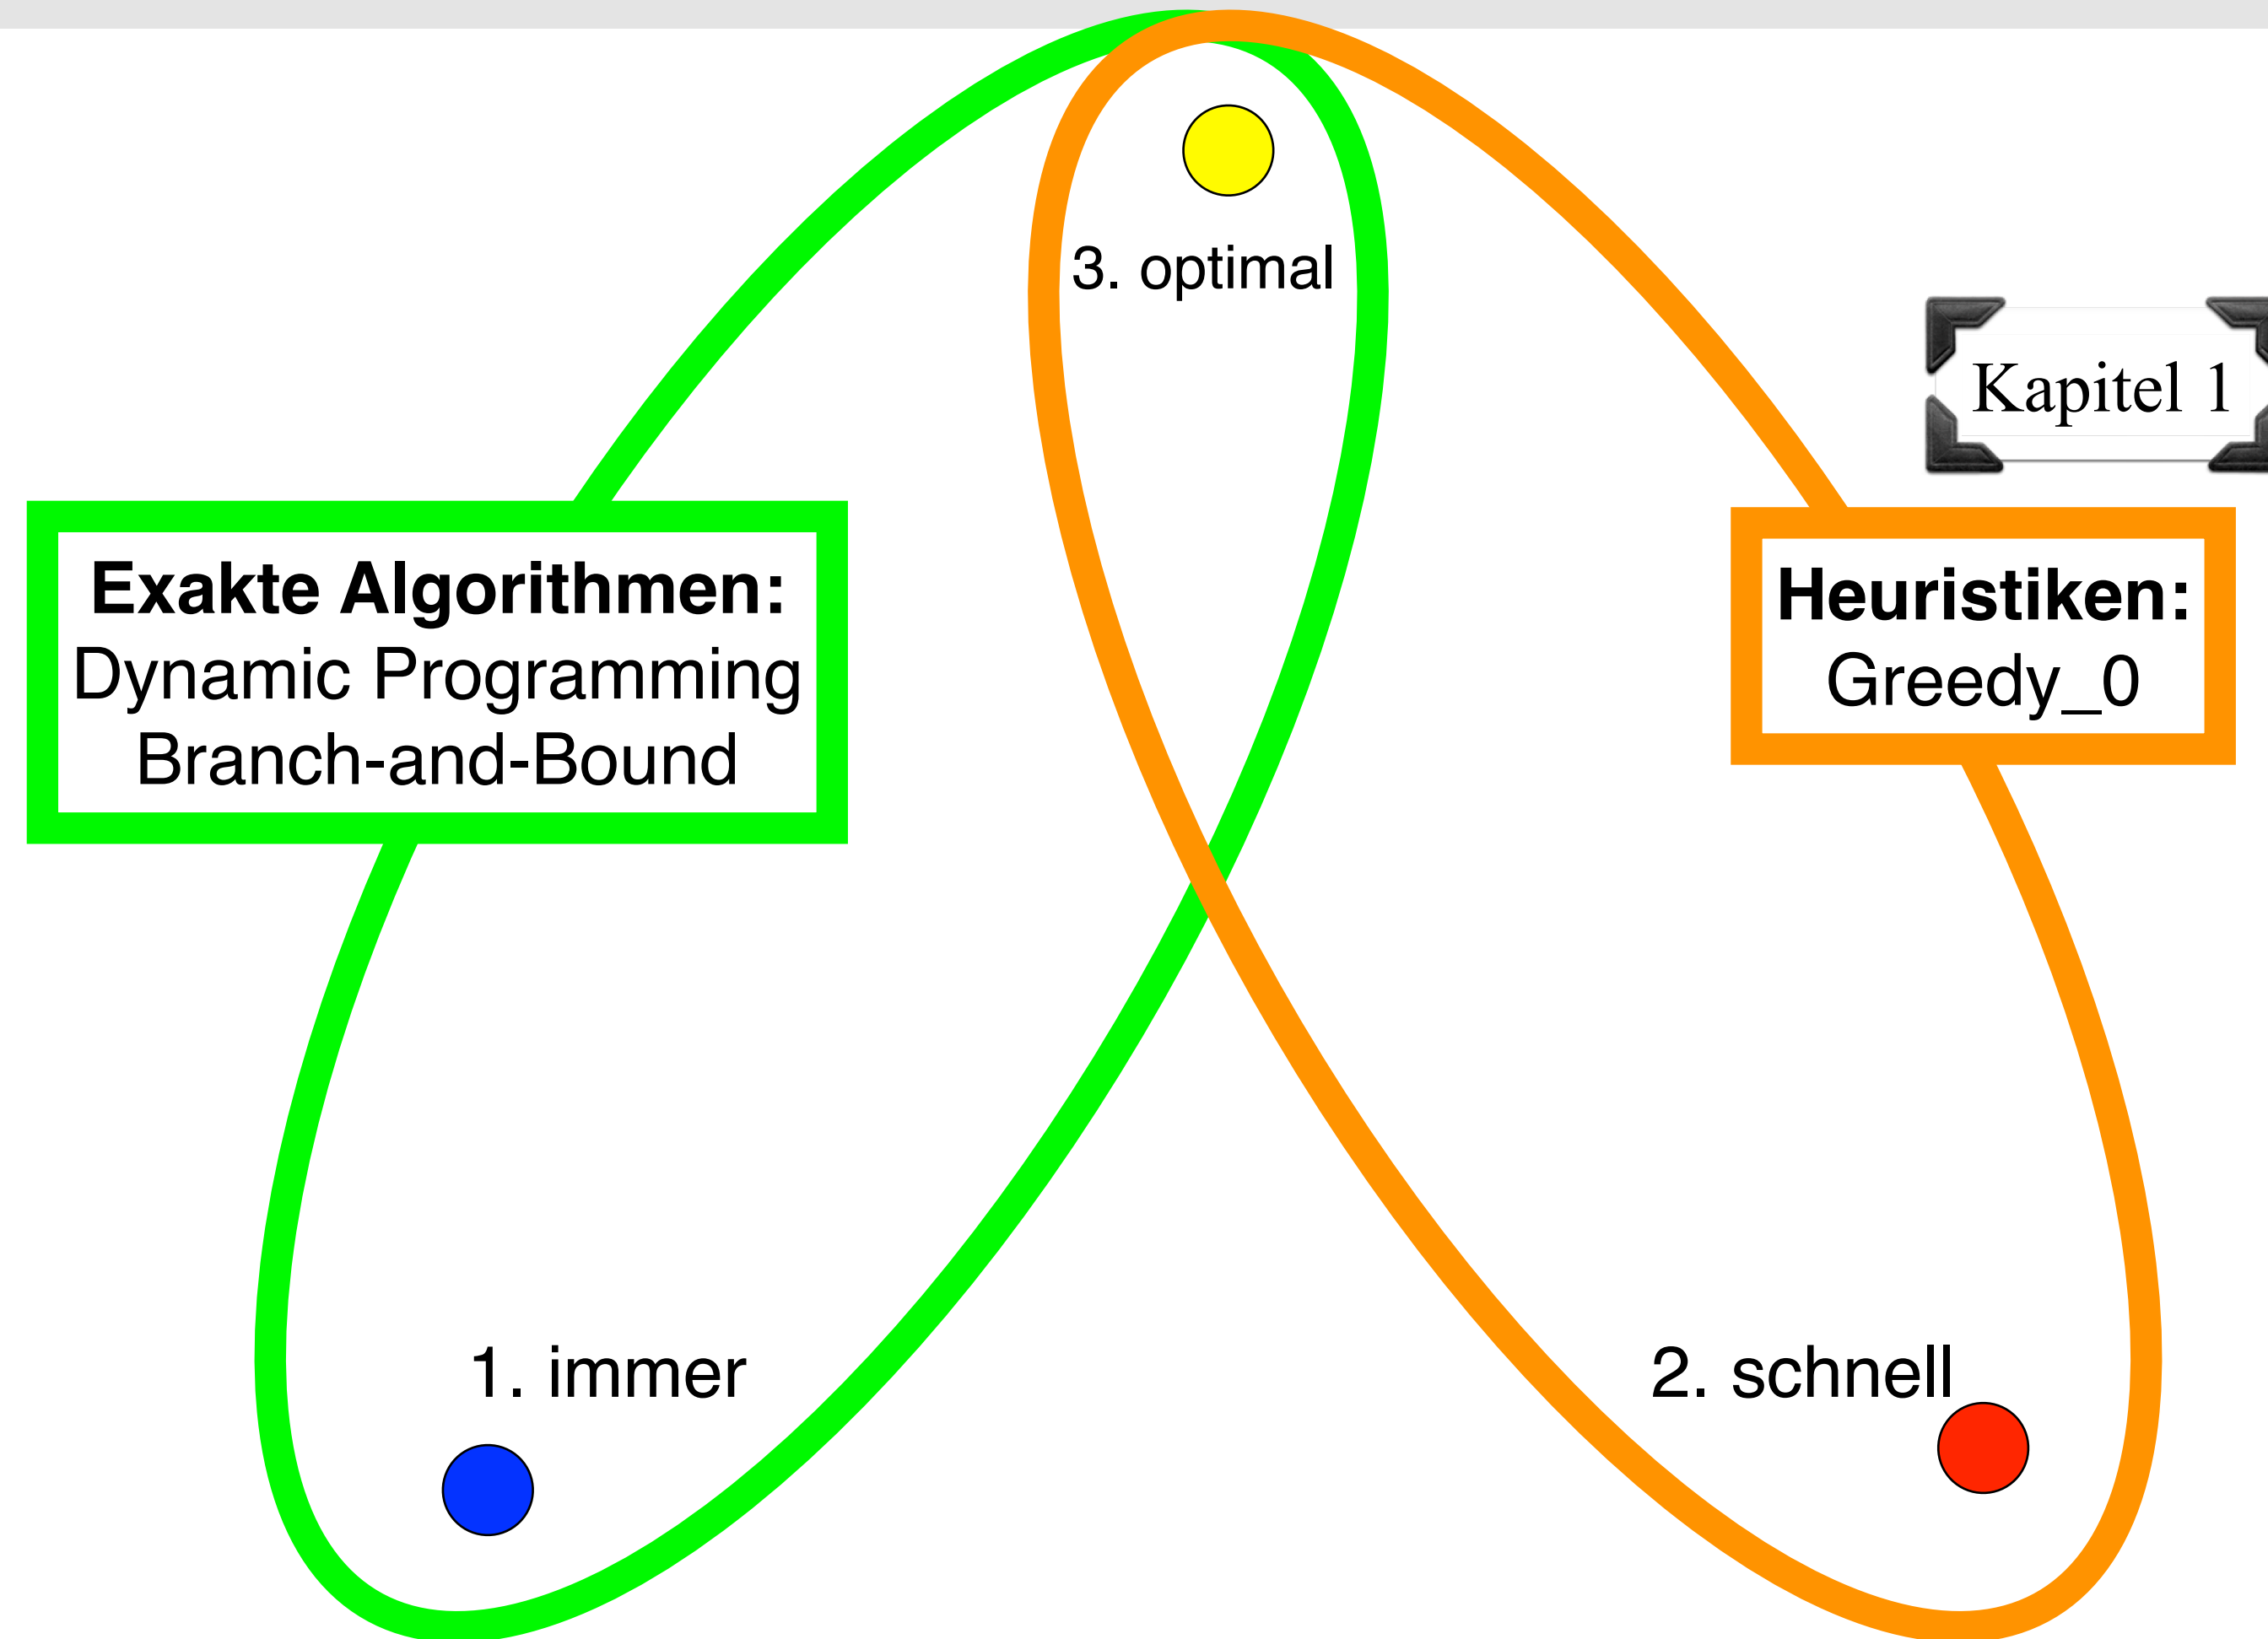 3. optimal
Kapitel 1
Exakte Algorithmen:
Dynamic Programming
Branch-and-Bound
Heuristiken:
Greedy_0
1. immer
2. schnell